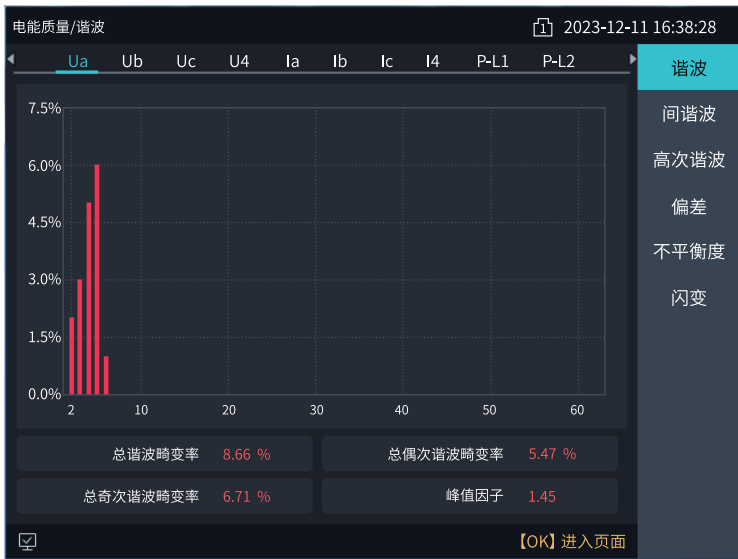 电能质量/谐波 1 2023-12-11 16:38:28
Ua Ub Uc U4 Ia Ib Ic I4 P-L1 P-L2
谐波
间谐波
高次谐波
偏差
不平衡度
闪变
7.5%
6.0%
4.5%
3.0%
1.5%
0.0%
2 10 20 30 40 50 60
总谐波畸变率 8.66 % 总偶次谐波畸变率 5.47 %
总奇次谐波畸变率 6.71 % 峰值因子 1.45
【OK】进入页面